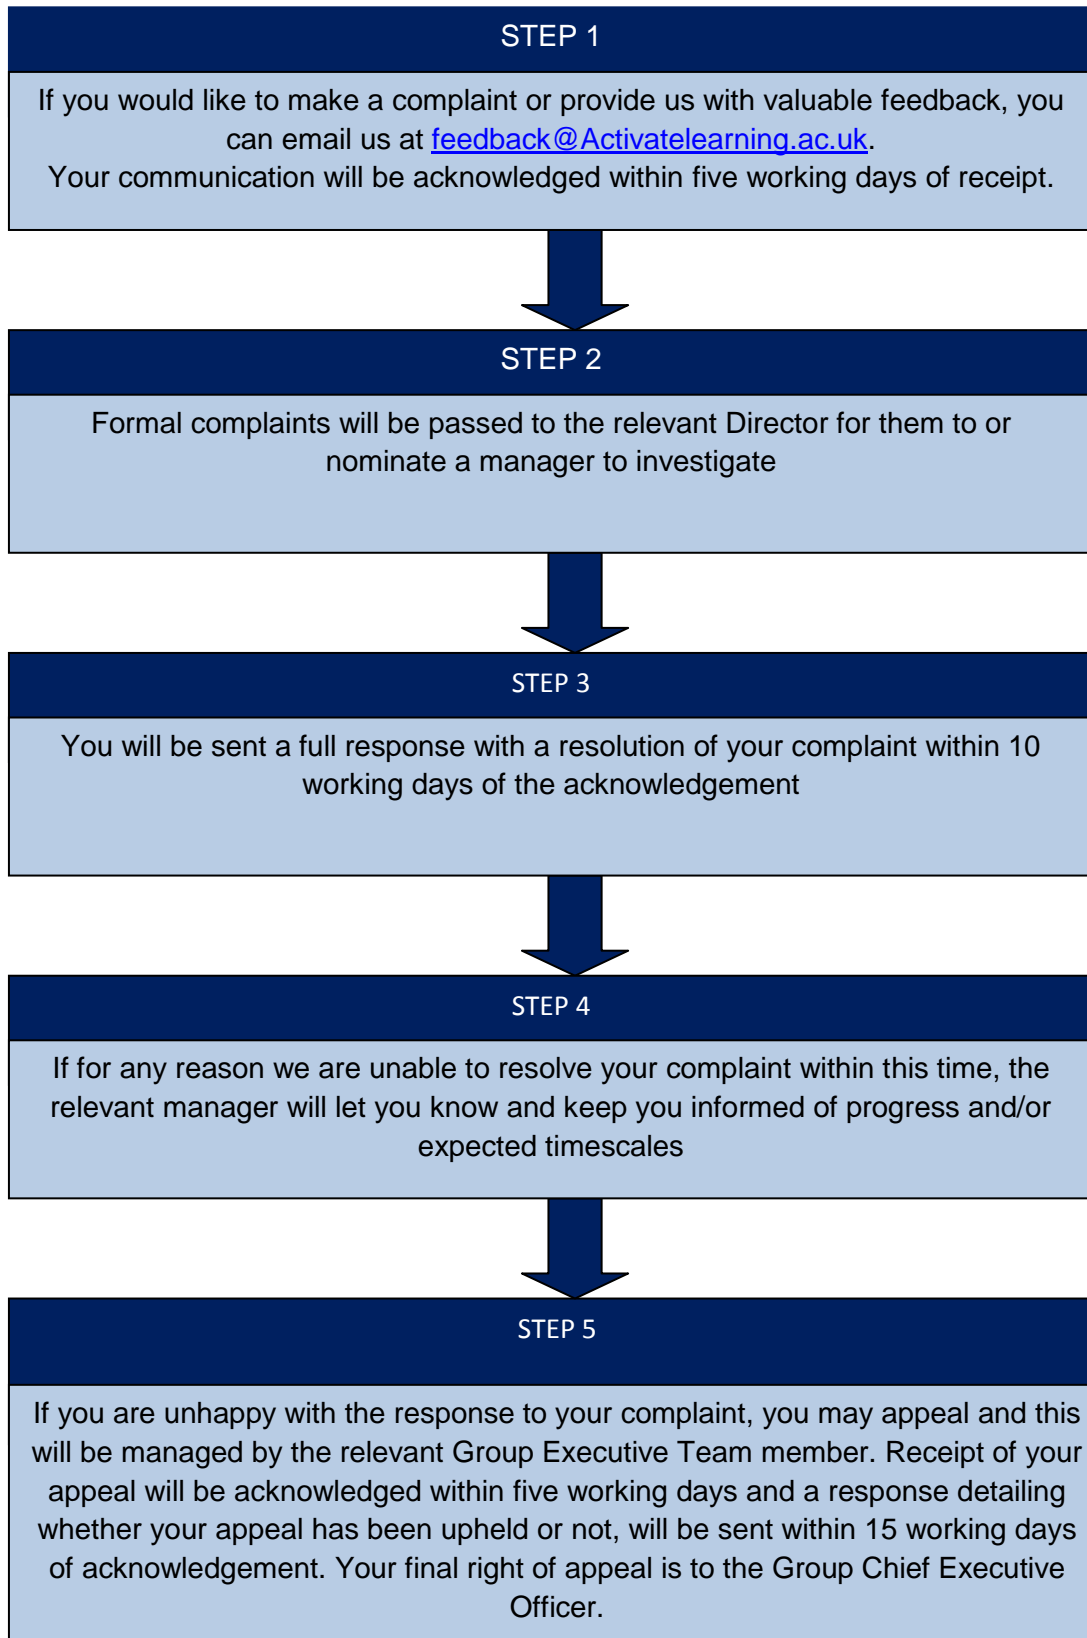 STEP 1
If you would like to make a complaint or provide us with valuable feedback, you
can email us at feedback@Activatelearning.ac.uk.
Your communication will be acknowledged within five working days of receipt.
STEP 2
Formal complaints will be passed to the relevant Director for them to or
nominate a manager to investigate
STEP 3
You will be sent a full response with a resolution of your complaint within 10
working days of the acknowledgement
STEP 4
If for any reason we are unable to resolve your complaint within this time, the
relevant manager will let you know and keep you informed of progress and/or
expected timescales
STEP 5
If you are unhappy with the response to your complaint, you may appeal and this
will be managed by the relevant Group Executive Team member. Receipt of your
appeal will be acknowledged within five working days and a response detailing
whether your appeal has been upheld or not, will be sent within 15 working days
of acknowledgement. Your final right of appeal is to the Group Chief Executive
Officer.